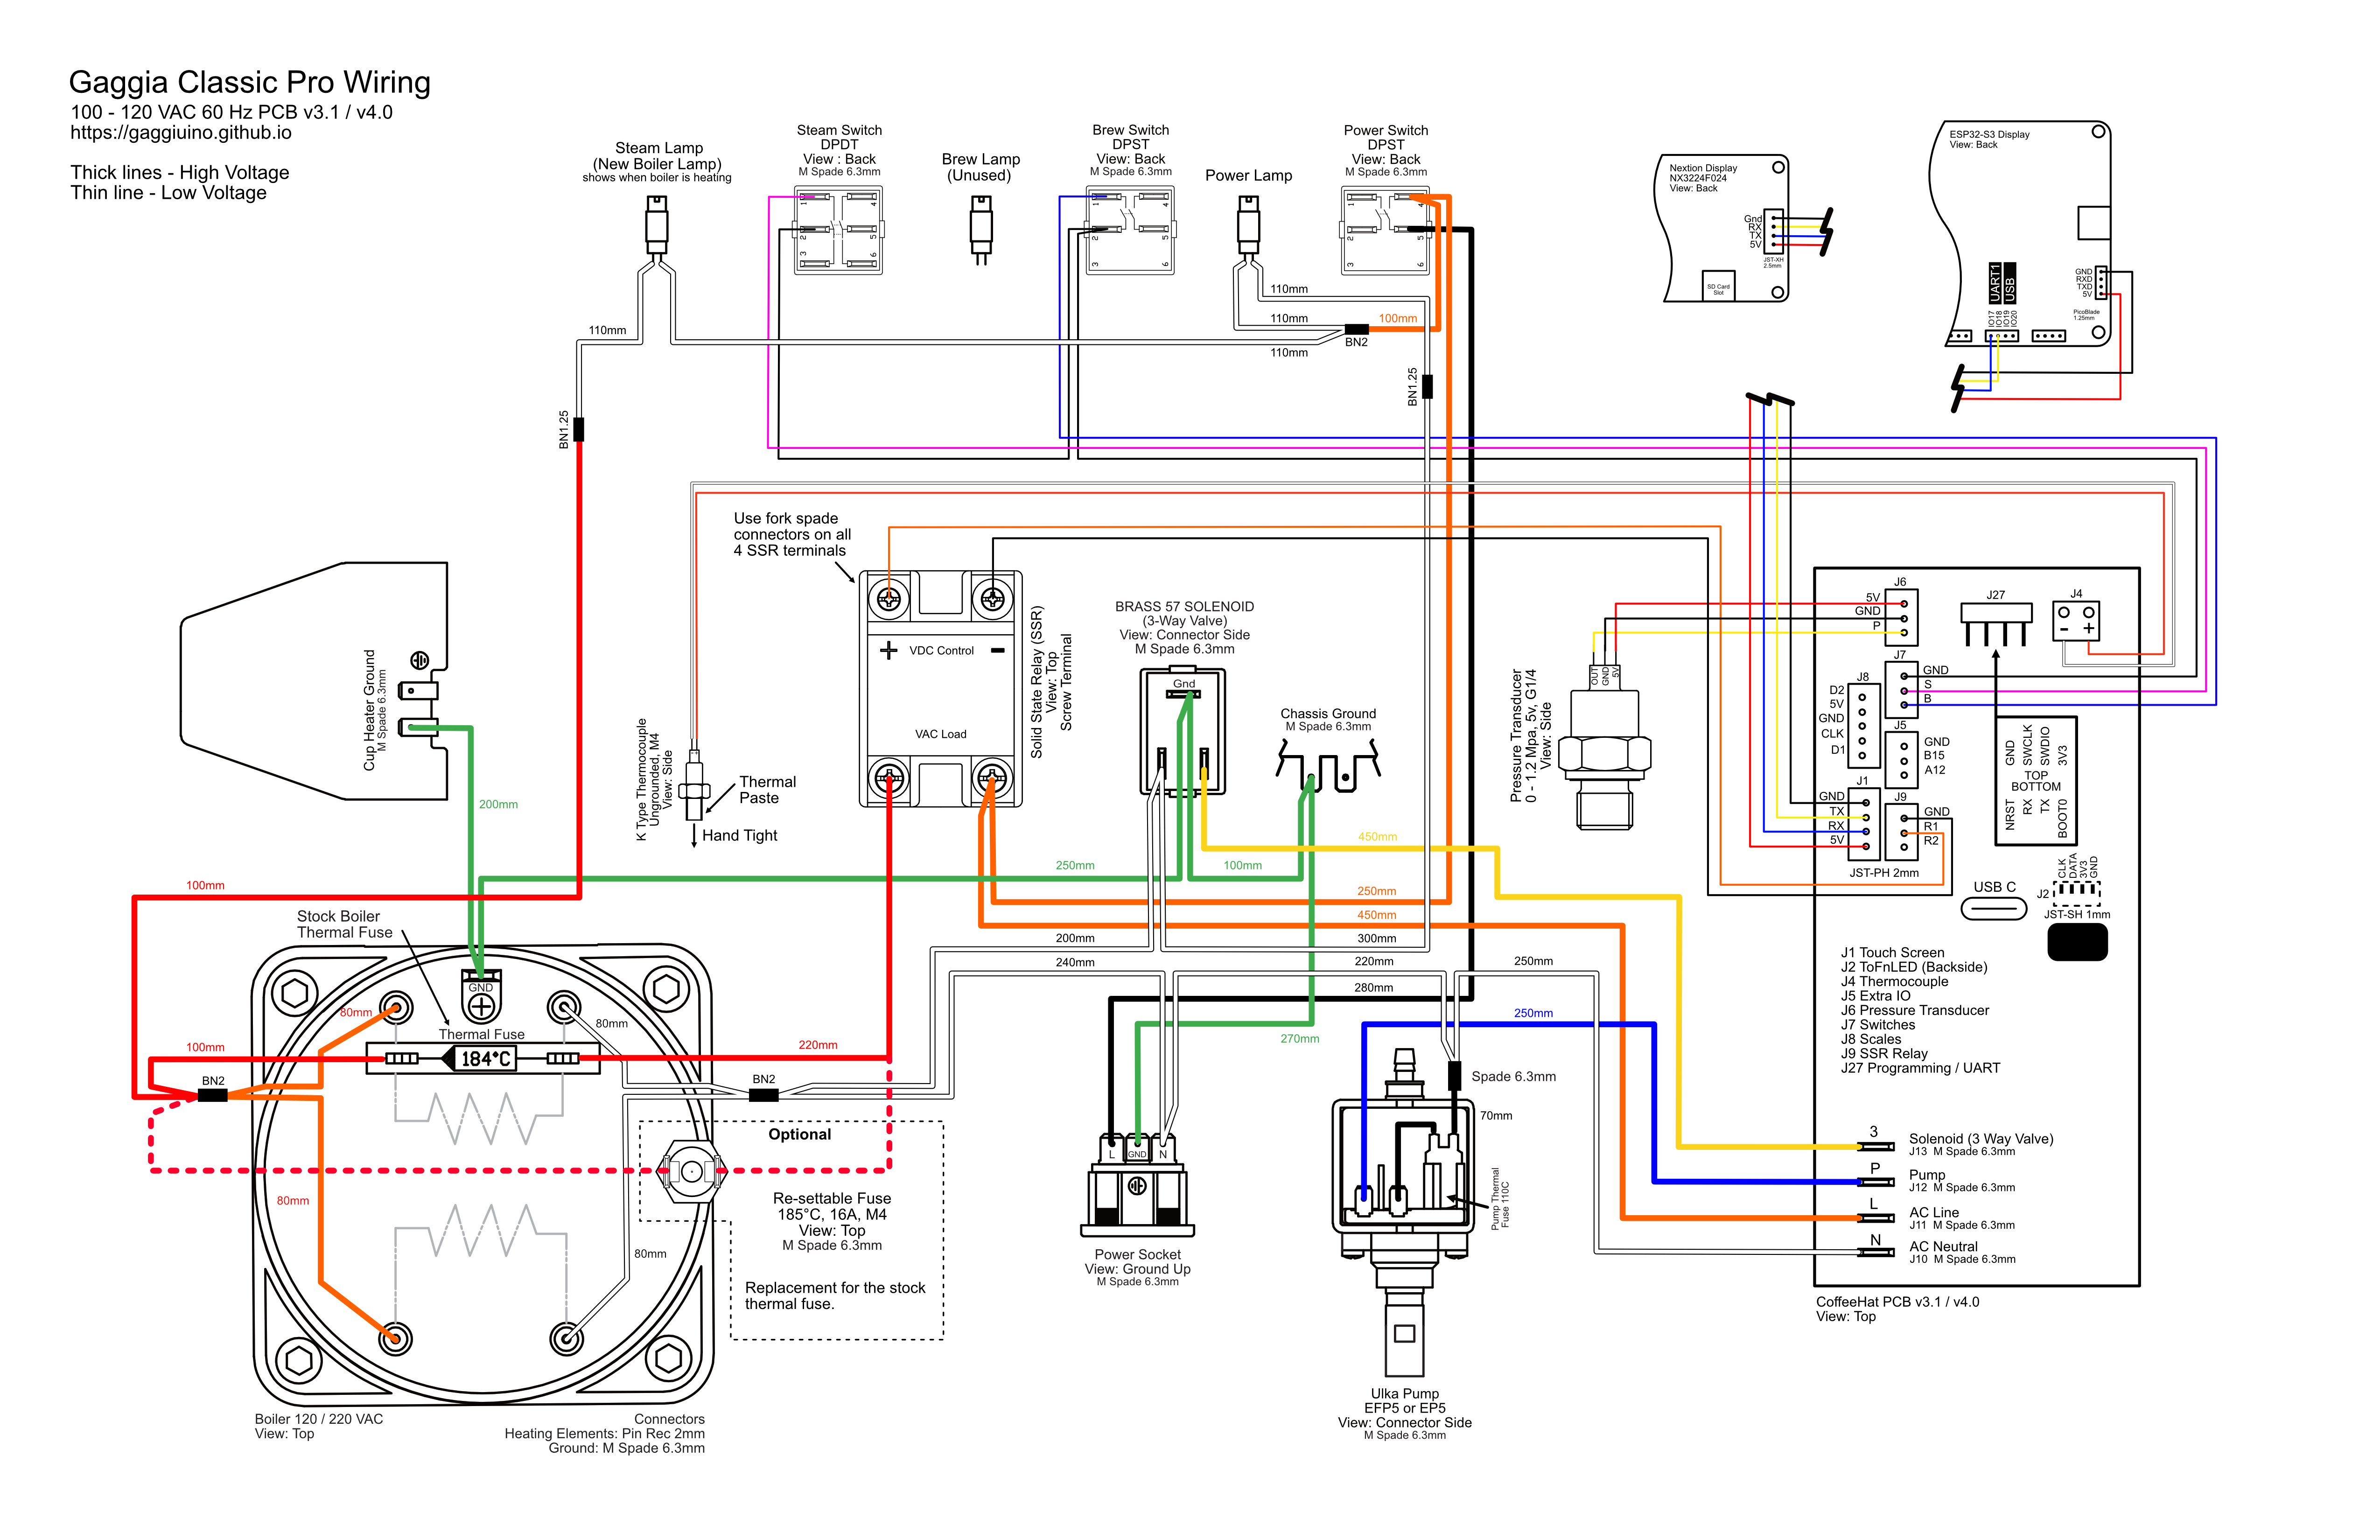 Gaggia Classic Pro Wiring
100 - 120 VAC 60 Hz PCB v3.1 / v4.0
https://gaggiuino.github.io
Thick lines - High Voltage
Thin line - Low Voltage
Steam Lamp
(New Boiler Lamp)
shows when boiler is heating
Steam Switch
DPDT
View : Back
M Spade 6.3mm
1
2
3
4
5
6
Brew Lamp
(Unused)
Brew Switch
DPST
View: Back
M Spade 6.3mm
1
2
3
4
5
6
Power Lamp
Power Switch
DPST
View: Back
M Spade 6.3mm
1
2
3
4
5
6
Nextion Display
NX3224F024
View: Back
Gnd
RX
TX
5V
JST-XH
2.5mm
SD Card
Slot
ESP32-S3 Display
View: Back
GND
RXD
TXD
5V
PicoBlade
1.25mm
UART1
USB
IO17
IO18
IO19
IO20
110mm
110mm
110mm
100mm
BN2
110mm
BN1.25
BN1.25
Use fork spade
connectors on all
4 SSR terminals
VDC Control
VAC Load
Solid State Relay (SSR)
View: Top
Screw Terminal
BRASS 57 SOLENOID
(3-Way Valve)
View: Connector Side
M Spade 6.3mm
Gnd
Chassis Ground
M Spade 6.3mm
Pressure Transducer
0 - 1.2 Mpa, 5v, G1/4
View: Side
OUT
GND
5V
Cup Heater Ground
M Spade 6.3mm
200mm
K Type Thermocouple
Ungrounded, M4
View: Side
Thermal
Paste
Hand Tight
J6
5V
GND
P
J27
J4
- +
J7
GND
S
B
J8
D2
5V
GND
CLK
D1
J5
GND
B15
A12
J1
GND
TX
RX
5V
J9
GND
R1
R2
JST-PH 2mm
GND
SWCLK
SWDIO
3V3
TOP
BOTTOM
NRST
RX
TX
BOOT0
USB C
CLK
DATA
3V3
GND
J2
JST-SH 1mm
J1 Touch Screen
J2 ToFnLED (Backside)
J4 Thermocouple
J5 Extra IO
J6 Pressure Transducer
J7 Switches
J8 Scales
J9 SSR Relay
J27 Programming / UART
3
Solenoid (3 Way Valve)
J13 M Spade 6.3mm
P
Pump
J12 M Spade 6.3mm
L
AC Line
J11 M Spade 6.3mm
N
AC Neutral
J10 M Spade 6.3mm
CoffeeHat PCB v3.1 / v4.0
View: Top
450mm
250mm
100mm
250mm
450mm
200mm
300mm
240mm
220mm
250mm
280mm
250mm
270mm
100mm
Stock Boiler
Thermal Fuse
GND
80mm
80mm
Thermal Fuse
184°C
100mm
220mm
BN2
BN2
80mm
80mm
Optional
Re-settable Fuse
185°C, 16A, M4
View: Top
M Spade 6.3mm
Replacement for the stock
thermal fuse.
Boiler 120 / 220 VAC
View: Top
Connectors
Heating Elements: Pin Rec 2mm
Ground: M Spade 6.3mm
L
GND
N
Power Socket
View: Ground Up
M Spade 6.3mm
Spade 6.3mm
70mm
Pump Thermal
Fuse 110C
Ulka Pump
EFP5 or EP5
View: Connector Side
M Spade 6.3mm